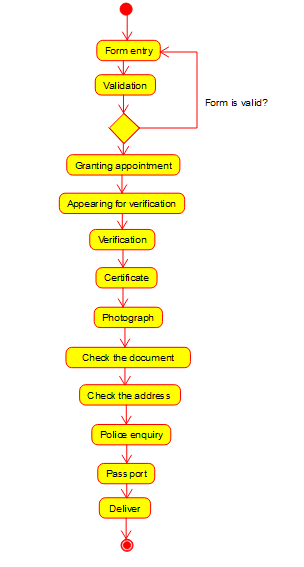 Form entry
Validation
Form is valid?
Granting appointment
Appearing for verification
Verification
Certificate
Photograph
Check the document
Check the address
Police enquiry
Pass port
Deliver